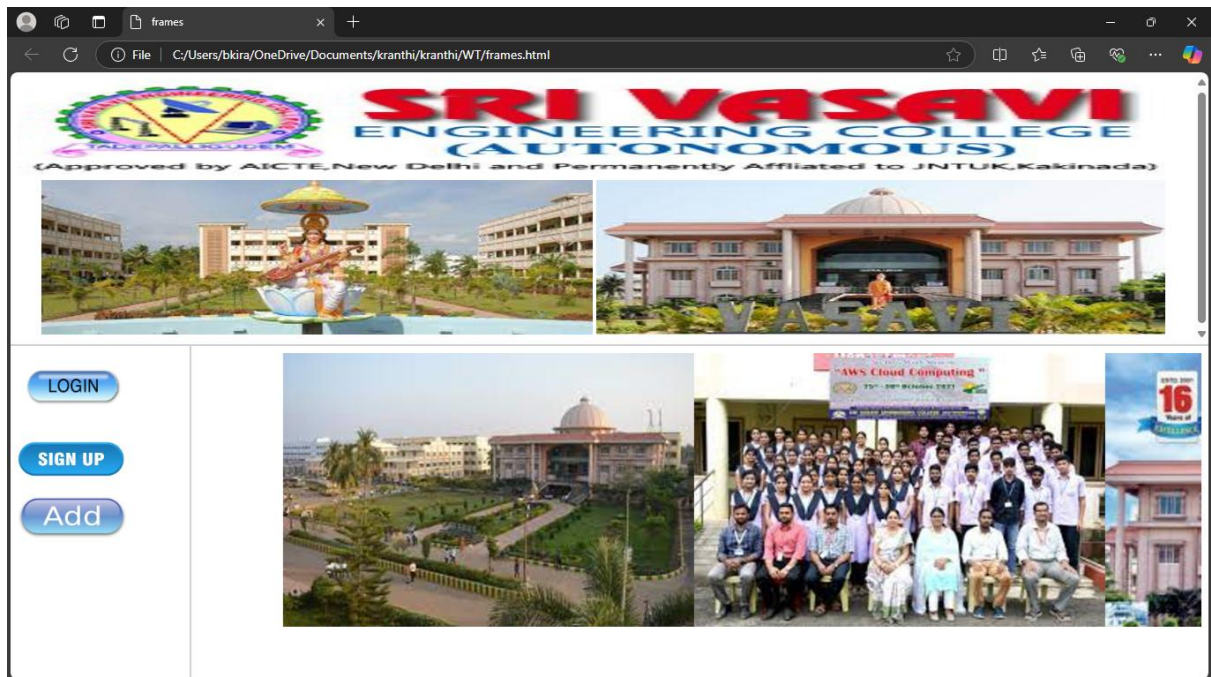 frames
File
C:/Users/bkira/OneDrive/Documents/kranthi/kranthi/WT/frames.html
SRI VASAVI
ENGINEERING COLLEGE
(AUTONOMOUS)
TADEPALLIGUDEM
(Approved by AICTE,New Delhi and Permanently Affliated to JNTUK,Kakinada)
VASAVI
LOGIN
SIGN UP
Add
"AWS Cloud Computing "
16
Years of
EXCELLENCE